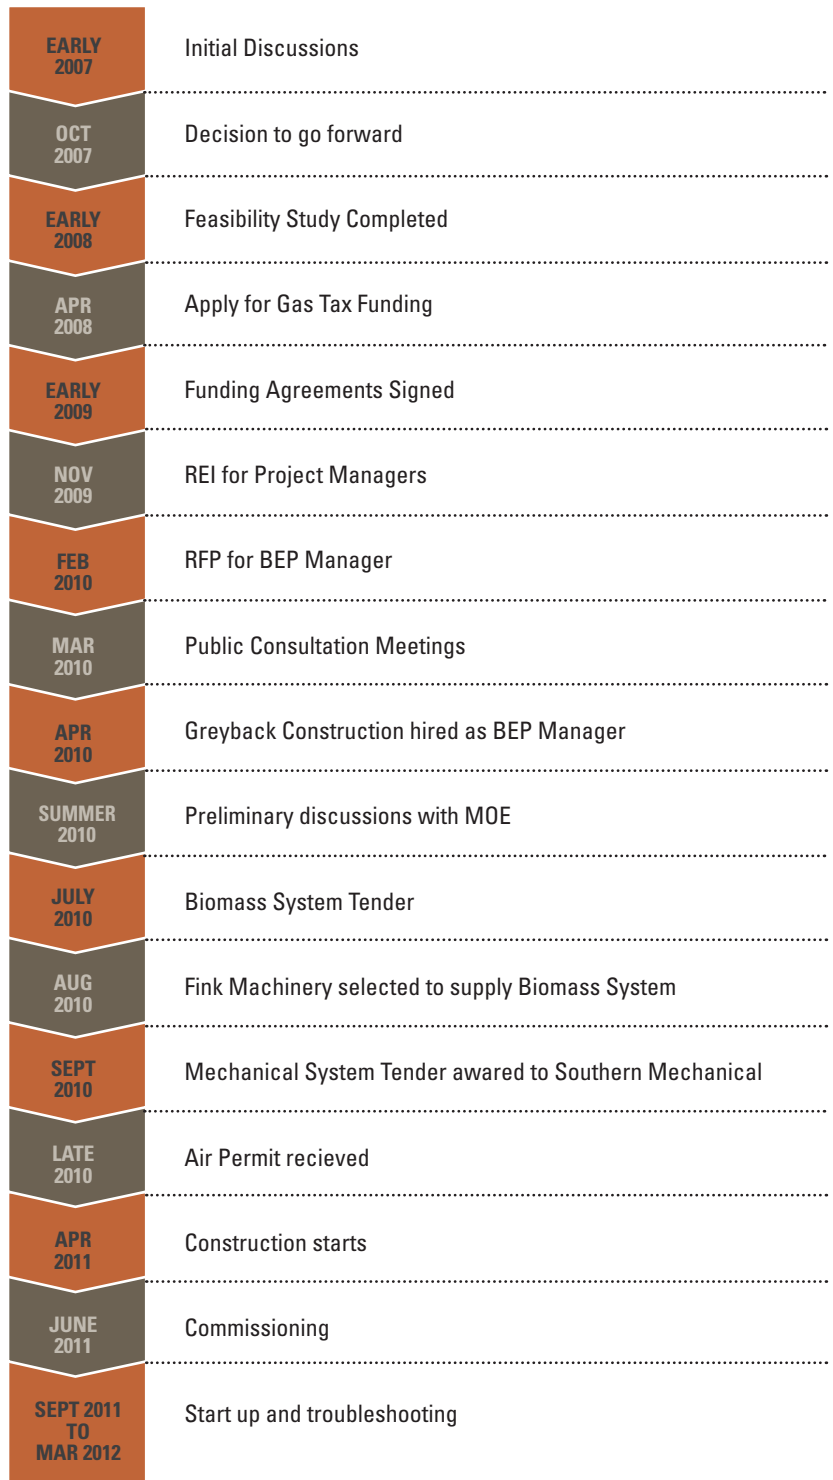 EARLY
2007
Initial Discussions
OCT
2007
Decision to go forward
EARLY
2008
Feasibility Study Completed
APR
2008
Apply for Gas Tax Funding
EARLY
2009
Funding Agreements Signed
NOV
2009
REI for Project Managers
FEB
2010
RFP for BEP Manager
MAR
2010
Public Consultation Meetings
APR
2010
Greyback Construction hired as BEP Manager
SUMMER
2010
Preliminary discussions with MOE
JULY
2010
Biomass System Tender
AUG
2010
Fink Machinery selected to supply Biomass System
SEPT
2010
Mechanical System Tender awared to Southern Mechanical
LATE
2010
Air Permit recieved
APR
2011
Construction starts
JUNE
2011
Commissioning
SEPT 2011
TO
MAR 2012
Start up and troubleshooting